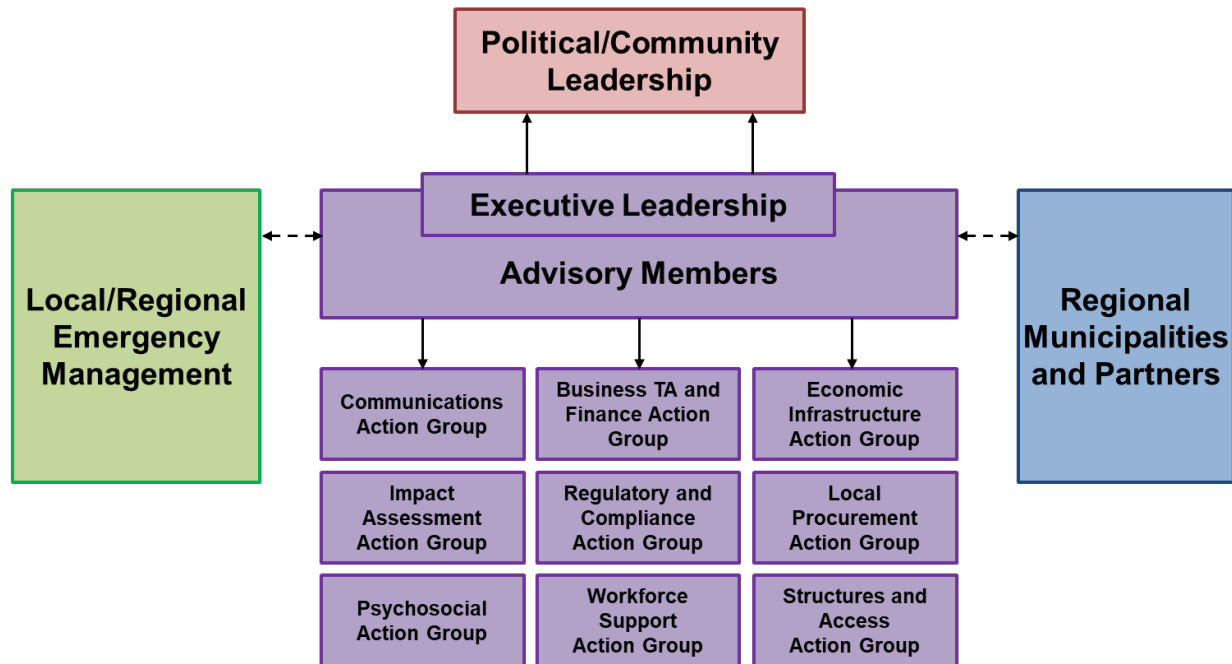 Political/Community
Leadership
Executive Leadership
Advisory Members
Local/Regional
Emergency
Management
Regional
Municipalities
and Partners
Communications
Action Group
Business TA and
Finance Action
Group
Economic
Infrastructure
Action Group
Impact
Assessment
Action Group
Regulatory and
Compliance
Action Group
Local
Procurement
Action Group
Psychosocial
Action Group
Workforce
Support
Action Group
Structures and
Access
Action Group